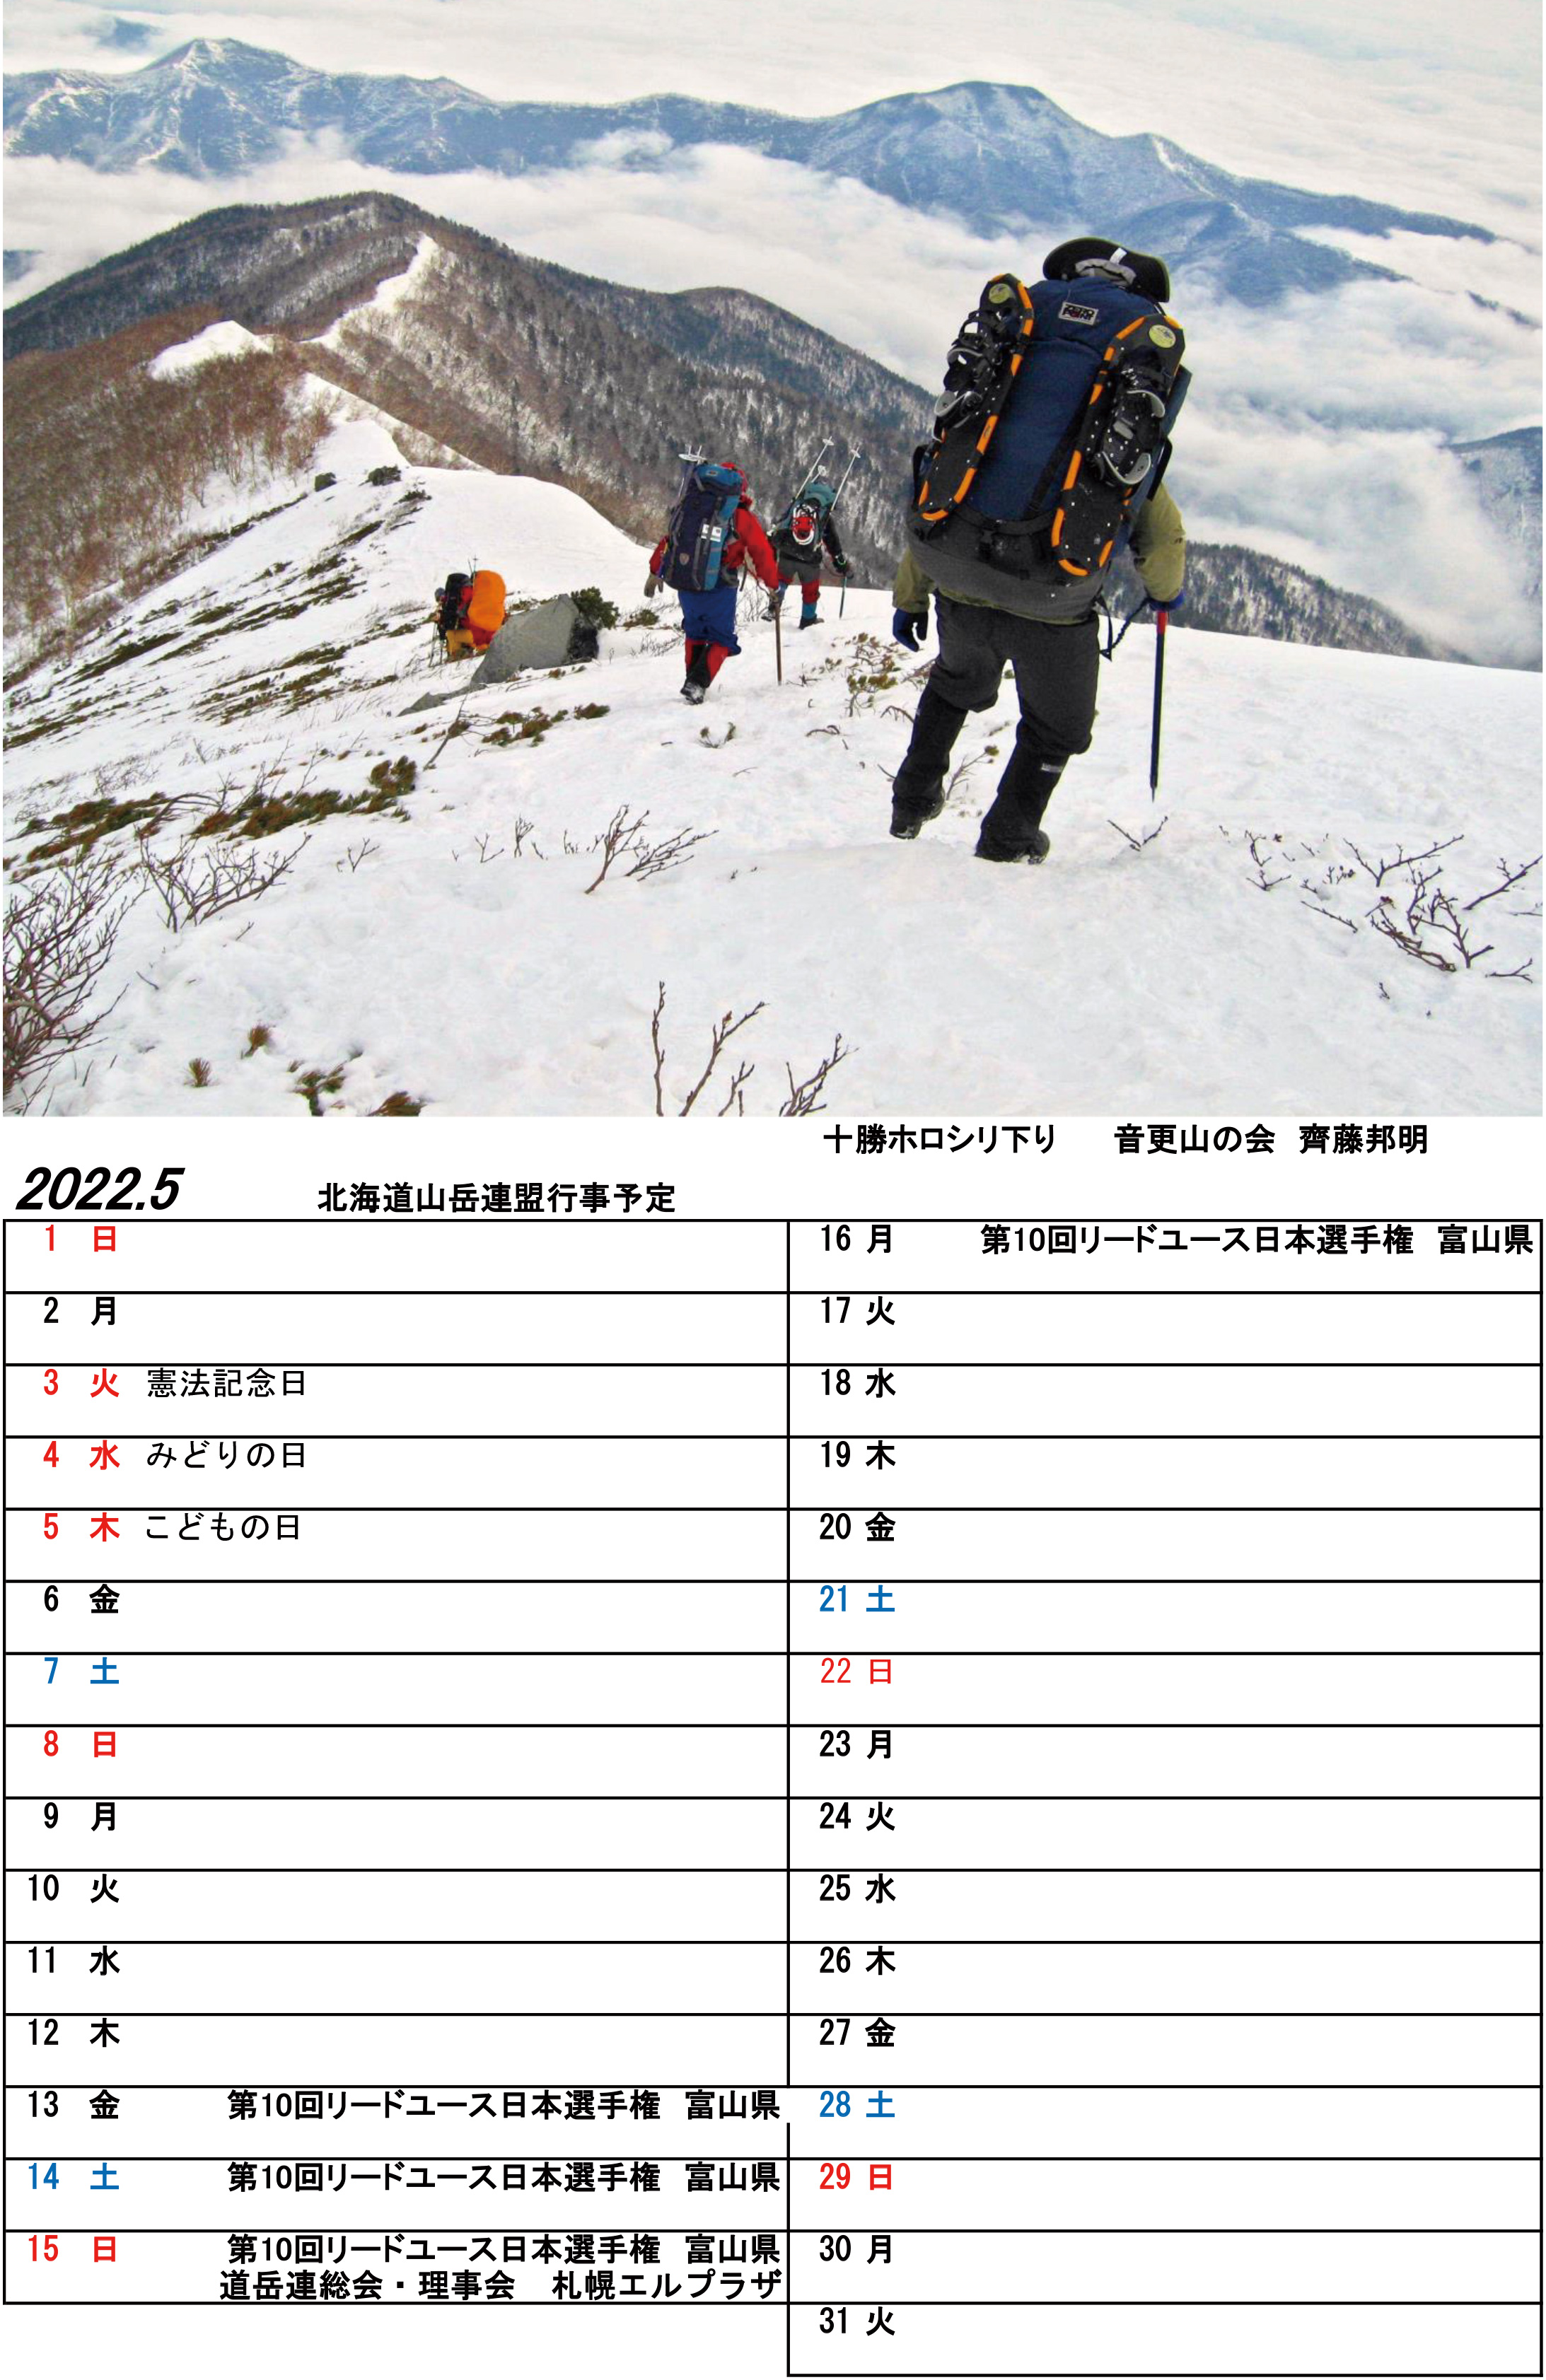 十勝ホロシリ下り　音更山の会　齊藤邦明
2022.5　北海道山岳連盟行事予定
1 日
2 月
3 火 憲法記念日
4 水 みどりの日
5 木 こどもの日
6 金
7 土
8 日
9 月
10 火
11 水
12 木
13 金 第10回リードユース日本選手権　富山県
14 土 第10回リードユース日本選手権　富山県
15 日 第10回リードユース日本選手権　富山県
道岳連総会・理事会　札幌エルプラザ
16 月 第10回リードユース日本選手権　富山県
17 火
18 水
19 木
20 金
21 土
22 日
23 月
24 火
25 水
26 木
27 金
28 土
29 日
30 月
31 火